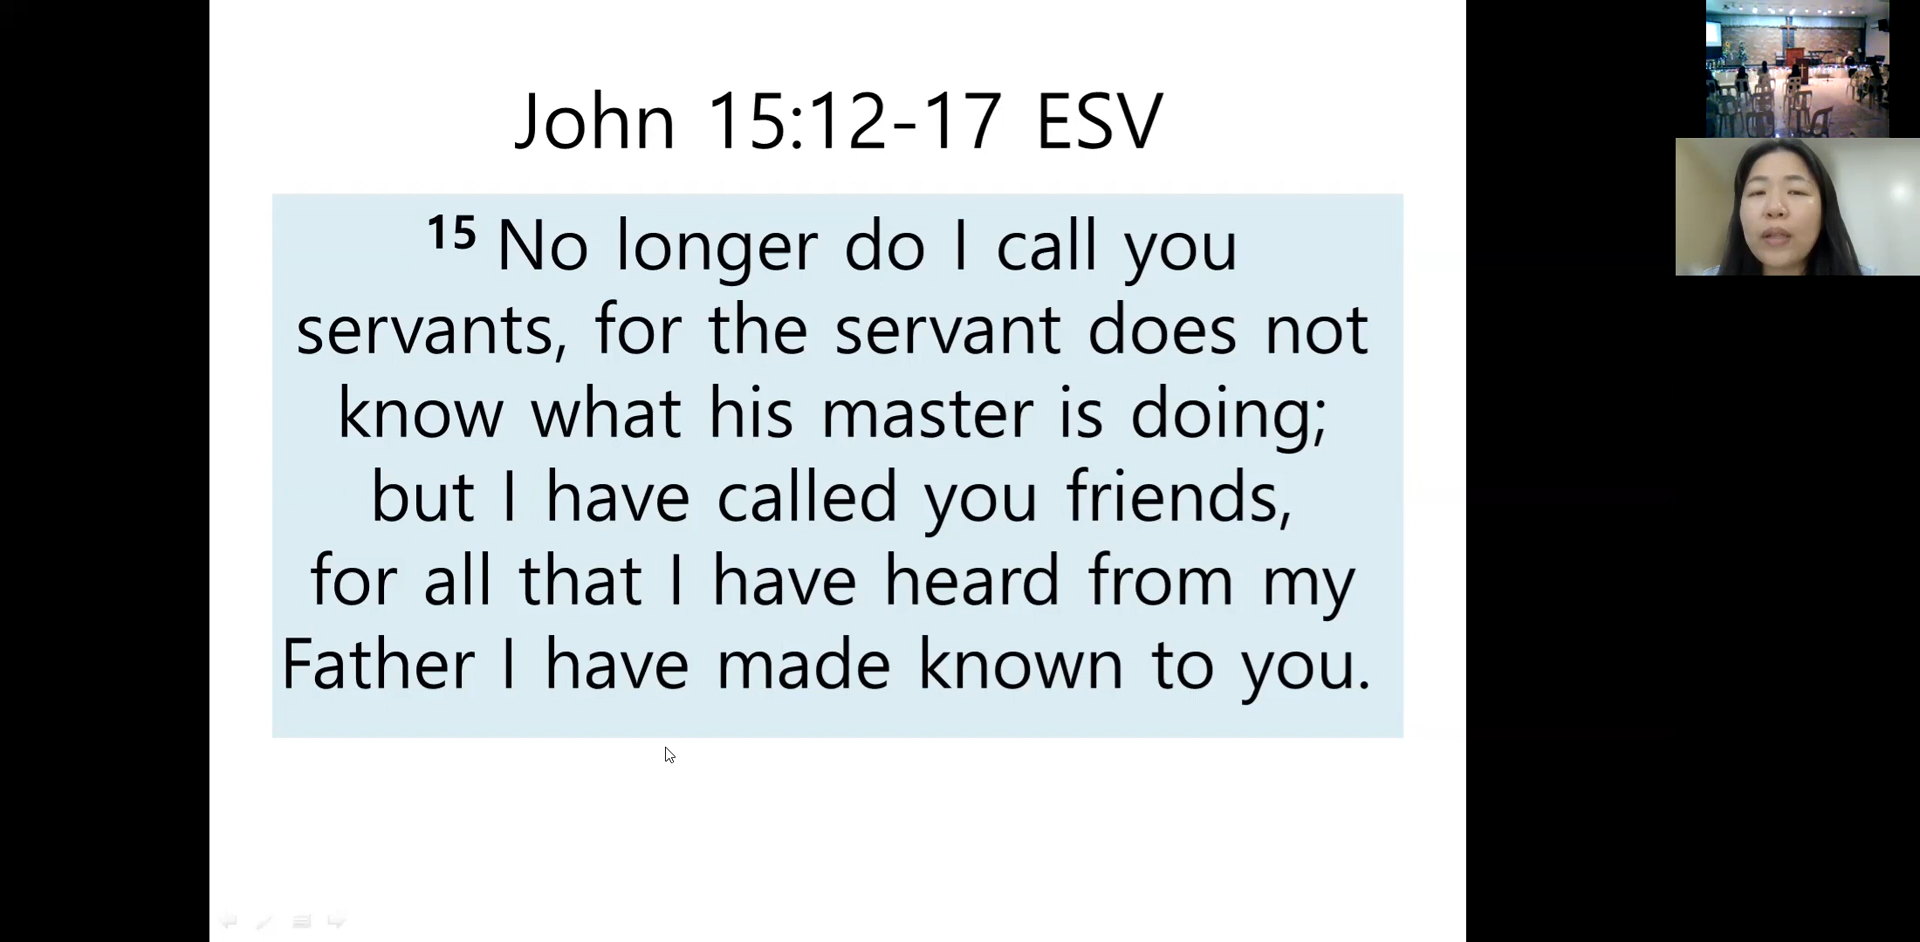 John 15:12-17 ESV
15 No longer do I call you
servants, for the servant does not
know what his master is doing;
but I have called you friends,
for all that I have heard from my
Father I have made known to you.